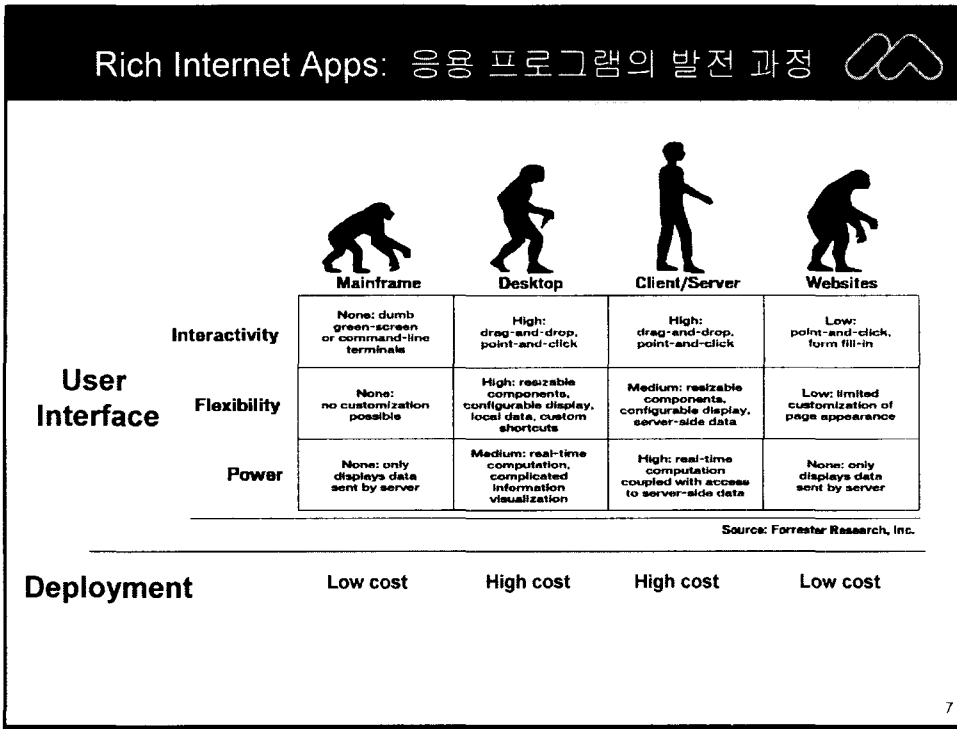 Rich Internet Apps: 응용 프로그램의 발전 과정
Mainframe Desktop Client/Server Websites
User Interface
Interactivity
None: dumb
green-screen
or command-line
terminals
High:
drag-and-drop,
point-and-click
High:
drag-and-drop,
point-and-click
Low:
point-and-click,
form fill-in
Flexibility
None:
no customization
possible
High: resizable
components,
configurable display,
local data, custom
shortcuts
Medium: resizable
components,
configurable display,
server-side data
Low: limited
customization of
page appearance
Power
None: only
displays data
sent by server
Medium: real-time
computation,
complicated
information
visualization
High: real-time
computation
coupled with access
to server-side data
None: only
displays data
sent by server
Source: Forrester Research, Inc.
Deployment Low cost High cost High cost Low cost
7